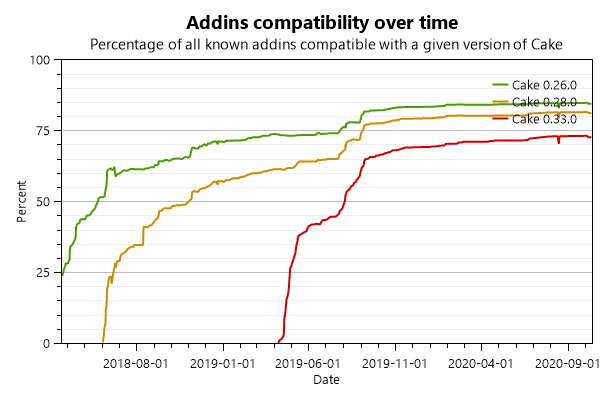 Addins compatibility over time
Percentage of all known addins compatible with a given version of Cake
100
75
50
25
0
Percent
Cake 0.26.0
Cake 0.28.0
Cake 0.33.0
2018-08-01 2019-01-01 2019-06-01 2019-11-01 2020-04-01 2020-09-01
Date